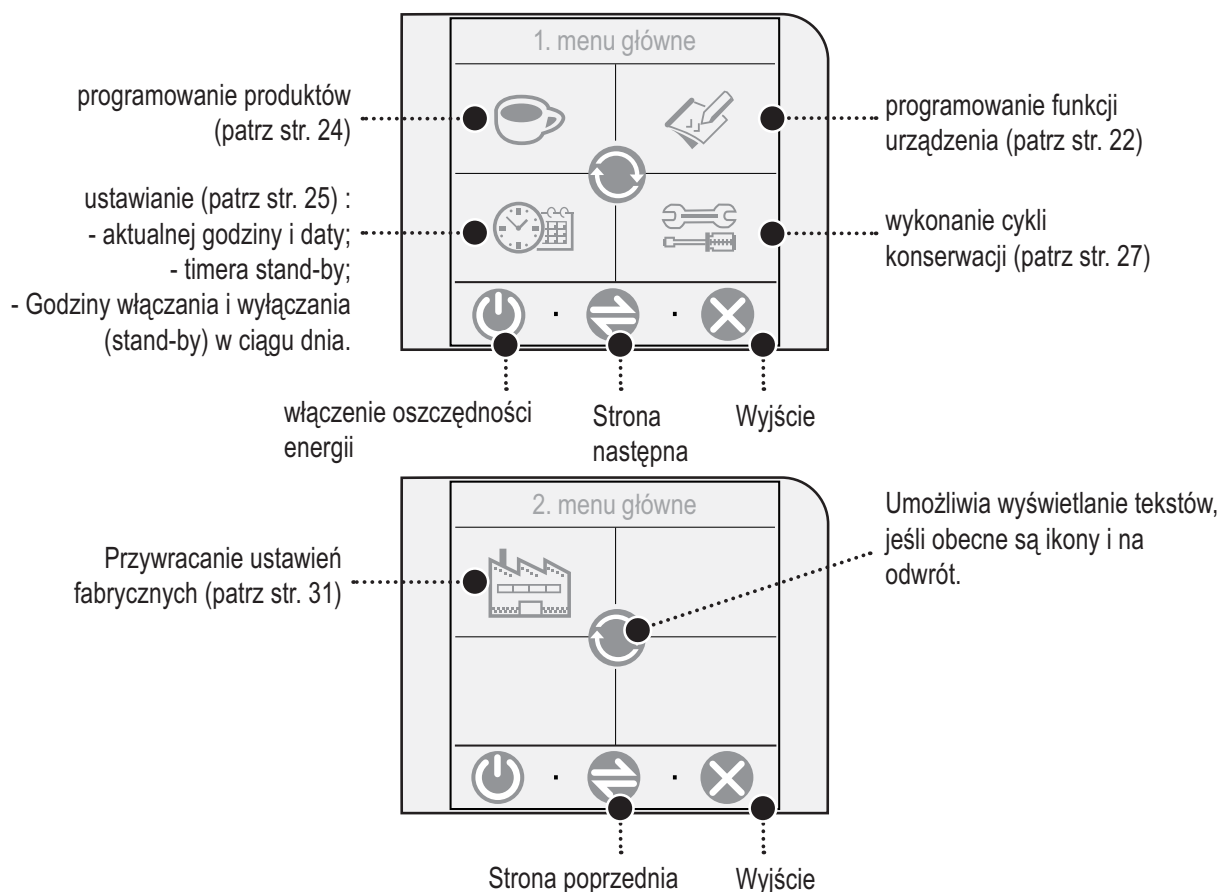 1. menu główne
programowanie produktów
(patrz str. 24)
programowanie funkcji
urządzenia (patrz str. 22)
ustawianie (patrz str. 25) :
- aktualnej godziny i daty;
- timera stand-by;
- Godziny włączania i wyłączania
(stand-by) w ciągu dnia.
wykonanie cykli
konserwacji (patrz str. 27)
włączenie oszczędności
energii
Strona
następna
Wyjście
2. menu główne
Przywracanie ustawień
fabrycznych (patrz str. 31)
Umożliwia wyświetlanie tekstów,
jeśli obecne są ikony i na
odwrót.
Strona poprzednia
Wyjście